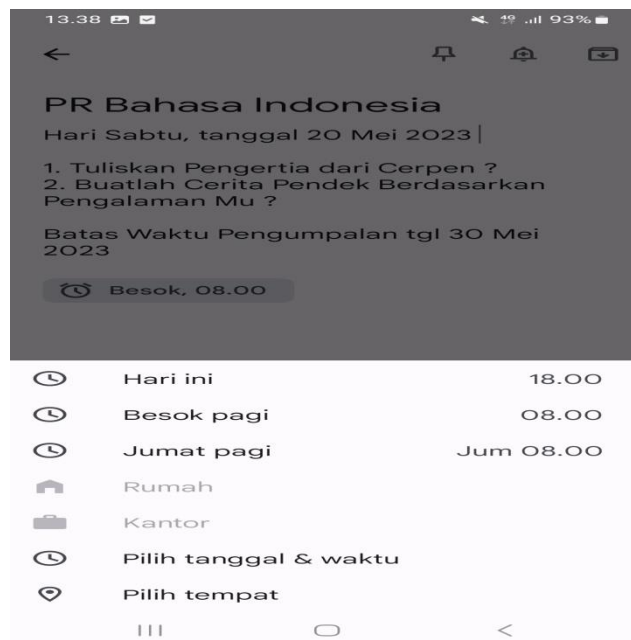 13.38 4G 93%
PR Bahasa Indonesia
Hari Sabtu, tanggal 20 Mei 2023
1. Tuliskan Pengertia dari Cerpen ?
2. Buatlah Cerita Pendek Berdasarkan
Pengalaman Mu ?
Batas Waktu Pengumpalan tgl 30 Mei
2023
Besok, 08.00
Hari ini 18.00
Besok pagi 08.00
Jumat pagi Jum 08.00
Rumah
Kantor
Pilih tanggal & waktu
Pilih tempat